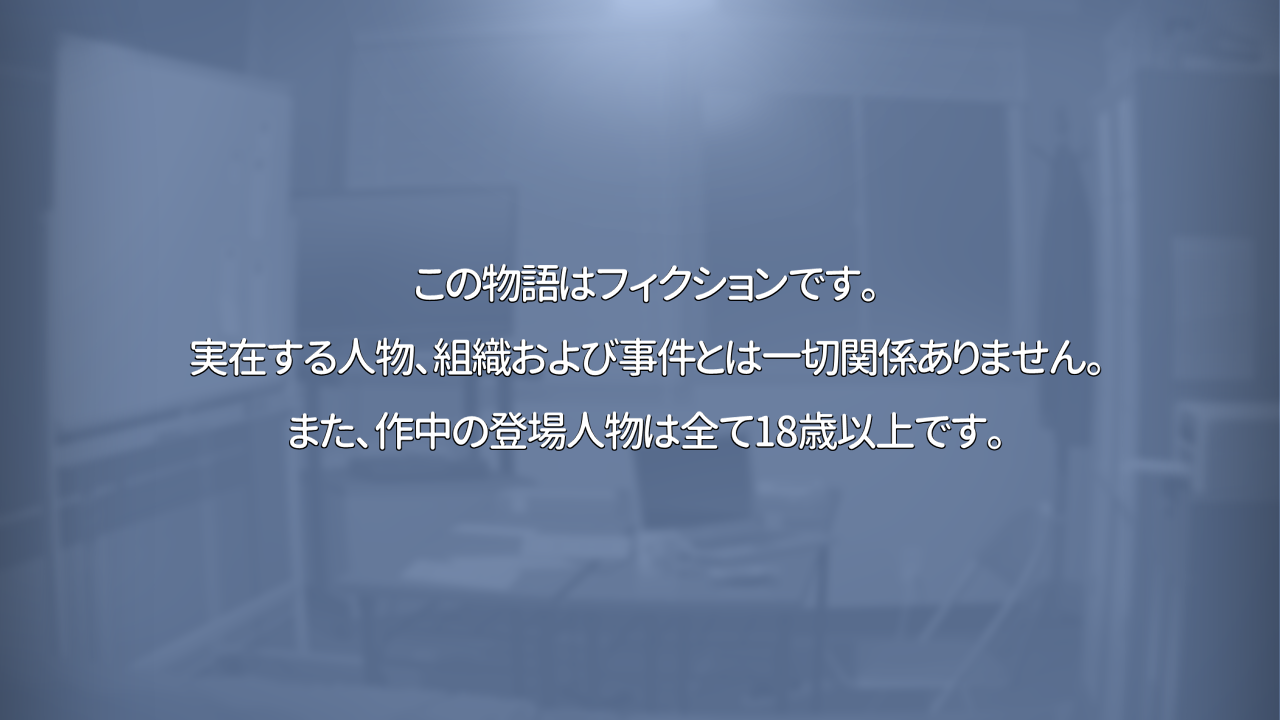 この物語はフィクションです。
実在する人物、組織および事件とは一切関係ありません。
また、作中の登場人物は全て18歳以上です。